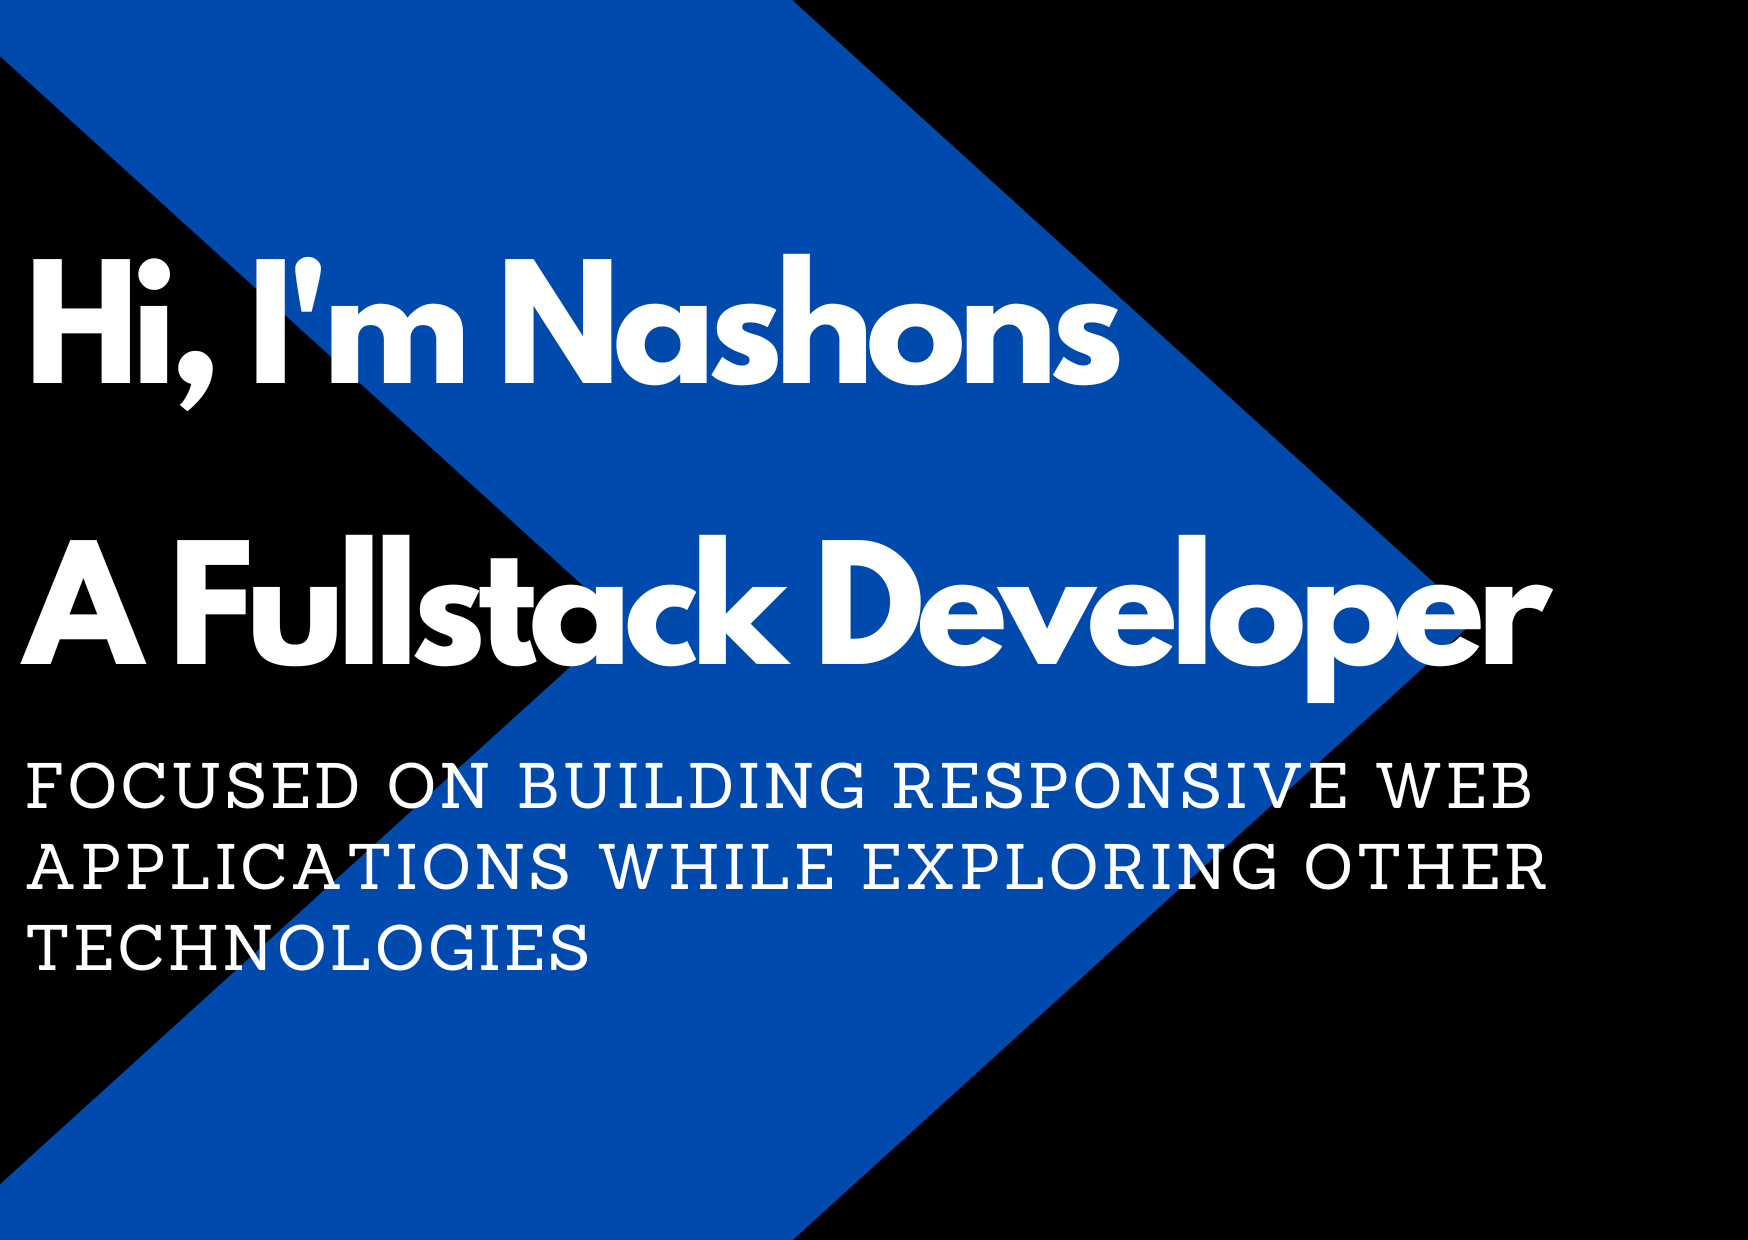 Hi, I'm Nashons
A Fullstack Developer
FOCUSED ON BUILDING RESPONSIVE WEB
APPLICATIONS WHILE EXPLORING OTHER
TECHNOLOGIES